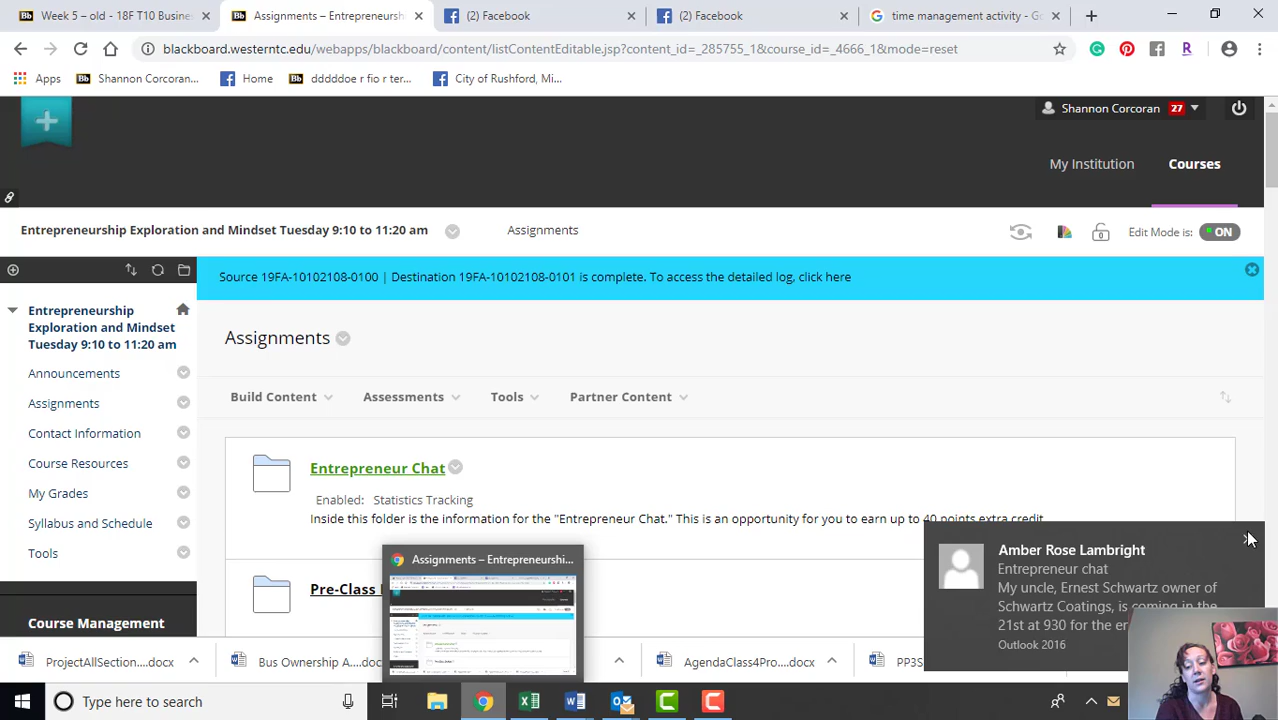 Week 5 – old - 18F T10 Busine
Assignments – Entrepreneurship
(2) Facebook
(2) Facebook
time management activity - Go
blackboard.westerntc.edu/webapps/blackboard/content/listContentEditable.jsp?content_id=_285755_1&course_id=_4666_1&mode=reset
Apps
Shannon Corcoran...
Home
dddddoe r fio r ter...
City of Rushford, Mi...
Shannon Corcoran 27
My Institution
Courses
Entrepreneurship Exploration and Mindset Tuesday 9:10 to 11:20 am
Assignments
Edit Mode is: ON
Source 19FA-10102108-0100 | Destination 19FA-10102108-0101 is complete. To access the detailed log, click here
Entrepreneurship
Exploration and Mindset
Tuesday 9:10 to 11:20 am
Announcements
Assignments
Contact Information
Course Resources
My Grades
Syllabus and Schedule
Tools
Course Management
Assignments
Build Content
Assessments
Tools
Partner Content
Entrepreneur Chat
Enabled: Statistics Tracking
Inside this folder is the information for the "Entrepreneur Chat." This is an opportunity for you to earn up to 40 points extra credit.
Pre-Class
Assignments – Entrepreneurshi...
Amber Rose Lambright
Entrepreneur chat
My uncle, Ernest Schwartz owner of
Schwartz Coatings, is coming in the
21st at 930 for the
Outlook 2016
ProjectAllSection....docx
Bus Ownership A....docx
AgendaClass....docx
Type here to search